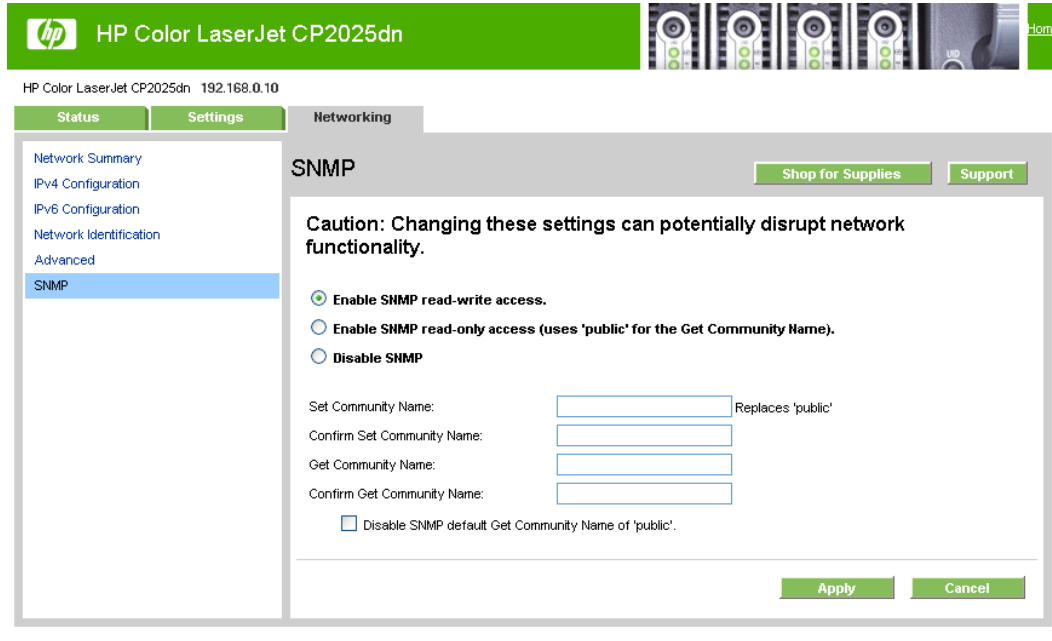 hp HP Color LaserJet CP2025dn
Hom
UID
HP Color LaserJet CP2025dn 192.168.0.10
Status Settings Networking
Network Summary
IPv4 Configuration
IPv6 Configuration
Network Identification
Advanced
SNMP
SNMP
Shop for Supplies Support
Caution: Changing these settings can potentially disrupt network
functionality.
Enable SNMP read-write access.
Enable SNMP read-only access (uses 'public' for the Get Community Name).
Disable SNMP
Set Community Name: Replaces 'public'
Confirm Set Community Name:
Get Community Name:
Confirm Get Community Name:
Disable SNMP default Get Community Name of 'public'.
Apply Cancel